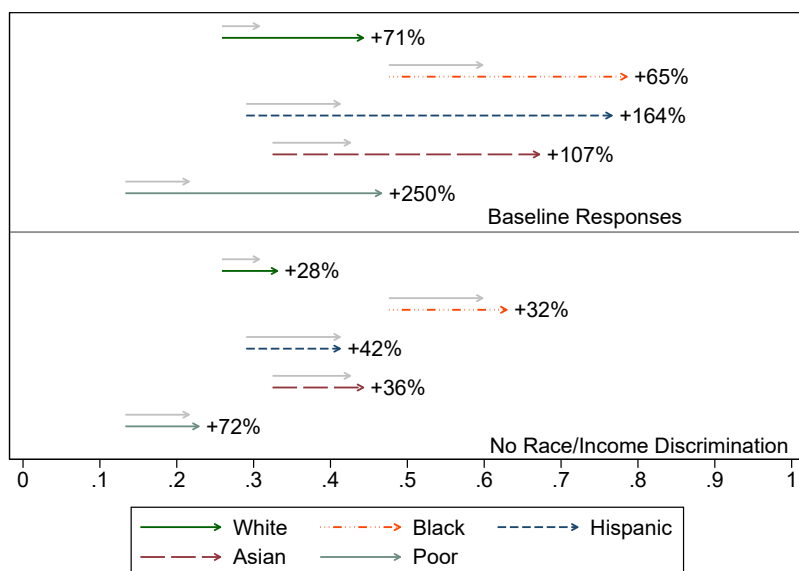 +71%
+65%
+164%
+107%
+250%
Baseline Responses
+28%
+32%
+42%
+36%
+72%
No Race/Income Discrimination
0 .1 .2 .3 .4 .5 .6 .7 .8 .9 1
White Black Hispanic
Asian Poor